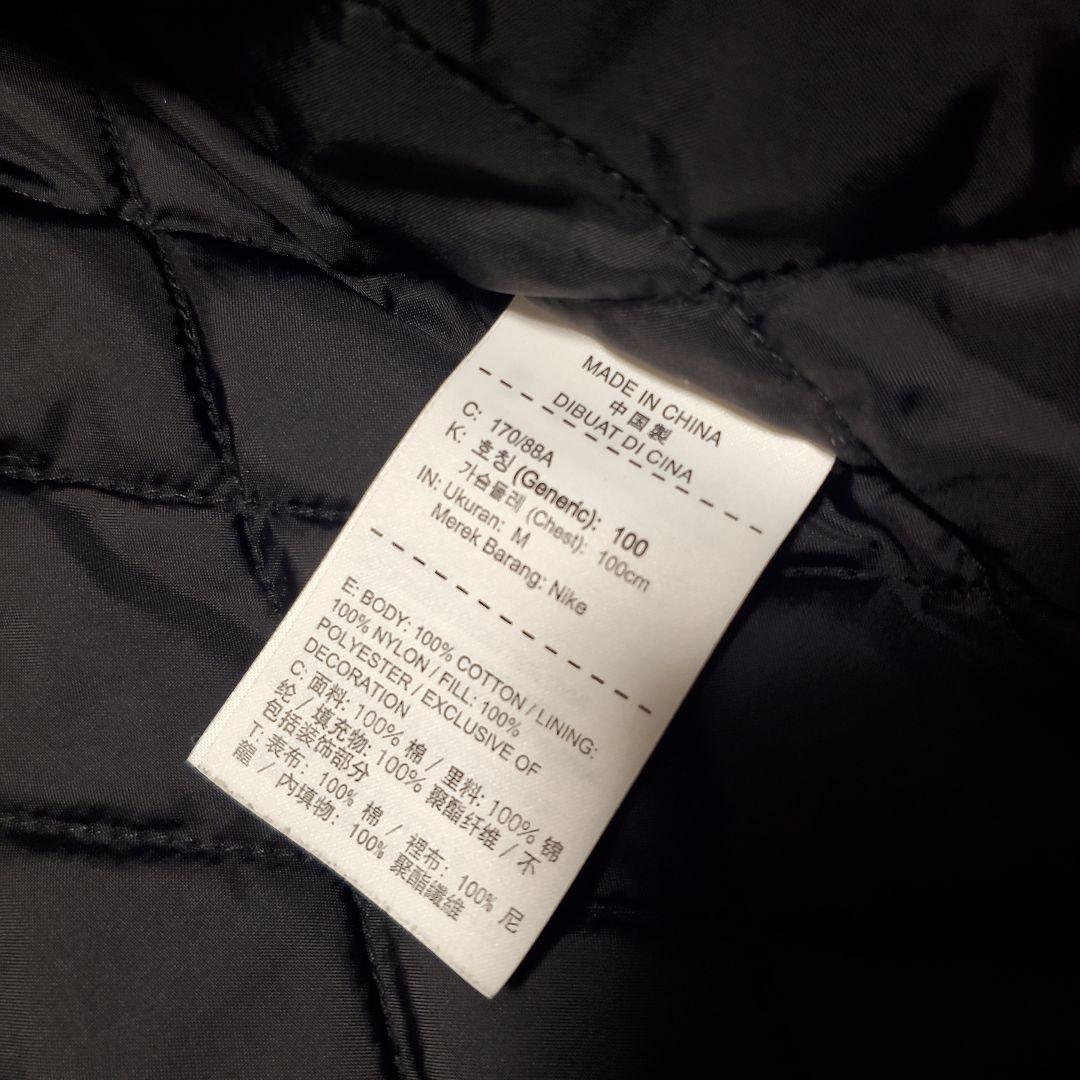 MADE IN CHINA
中国製
DIBUAT DI CINA
C: 170/88A
K: 호칭 (Generic): 100
가슴둘레 (Chest): 100cm
IN: Ukuran: M
Merek Barang: Nike
E: BODY: 100% COTTON / LINING:
100% NYLON / FILL: 100%
POLYESTER / EXCLUSIVE OF
DECORATION
C: 面料: 100% 棉 / 里料: 100% 锦
纶 / 填充物: 100% 聚酯纤维 / 不
包括装饰部分
T: 表布: 100% 棉 / 裡布: 100% 尼
龍 / 內填物: 100% 聚酯纖維